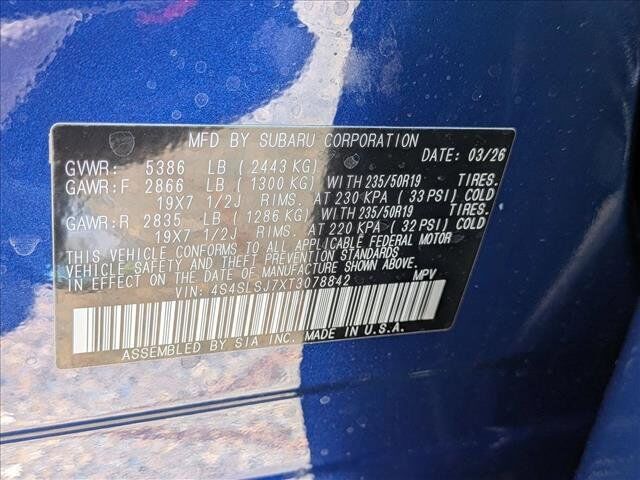 MFD BY SUBARU CORPORATION
DATE: 03/26
GVWR: 5386 LB ( 2443 KG)
GAWR:F 2866 LB ( 1300 KG) WITH 235/50R19 TIRES.
19X7 1/2J RIMS. AT 230 KPA ( 33 PSI) COLD
GAWR:R 2835 LB ( 1286 KG) WITH 235/50R19 TIRES.
19X7 1/2J RIMS. AT 220 KPA ( 32 PSI) COLD
THIS VEHICLE CONFORMS TO ALL APPLICABLE FEDERAL MOTOR
VEHICLE SAFETY AND THEFT PREVENTION STANDARDS
IN EFFECT ON THE DATE OF MANUFACTURE SHOWN ABOVE.
VIN: 4S4SLSJ7XT3078842 MPV
ASSEMBLED BY SIA INC. MADE IN U.S.A.